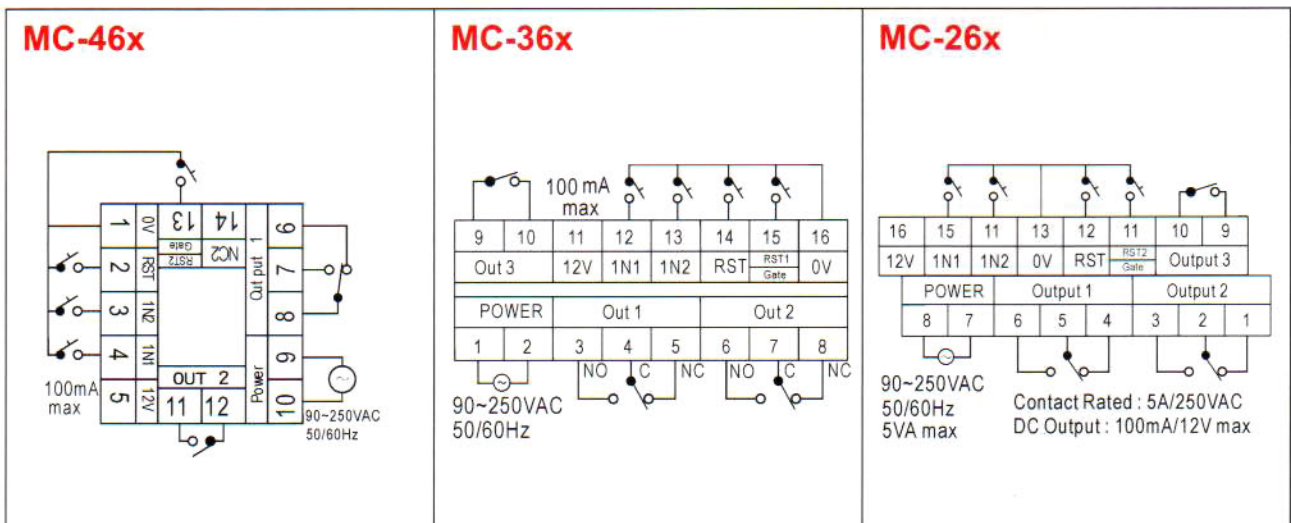 MC-46x
13 14
Gate
RST2
NC2
1 0V
2 RST
3 1N2
4 1N1
5 12V
Out put 1
6
7
8
Power
9
10
OUT 2
11 12
100mA
max
90~250VAC
50/60Hz
MC-36x
100 mA
max
9 10 11 12 13 14 15 16
Out 3 12V 1N1 1N2 RST RST1 0V
Gate
POWER Out 1 Out 2
1 2 3 4 5 6 7 8
NO C NC NO C NC
90~250VAC
50/60Hz
MC-26x
16 15 11 13 12 11 10 9
12V 1N1 1N2 0V RST RST2 Output 3
Gate
POWER Output 1 Output 2
8 7 6 5 4 3 2 1
90~250VAC
50/60Hz
5VA max
Contact Rated : 5A/250VAC
DC Output : 100mA/12V max